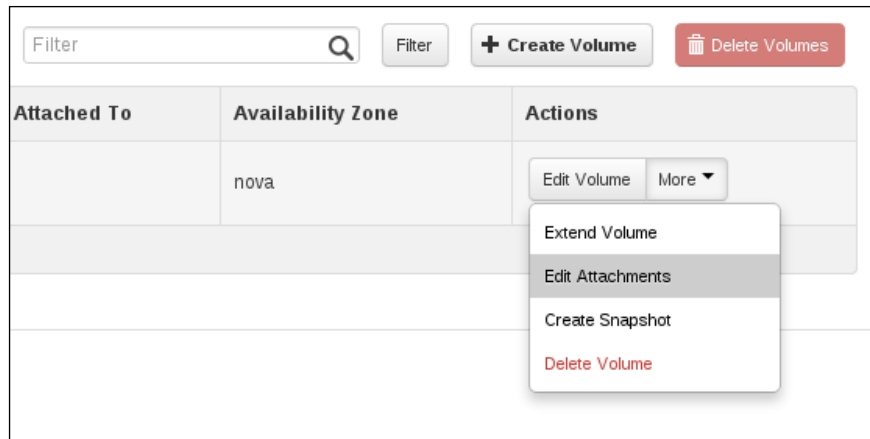 Filter Filter + Create Volume Delete Volumes
Attached To Availability Zone Actions
nova Edit Volume More
Extend Volume
Edit Attachments
Create Snapshot
Delete Volume